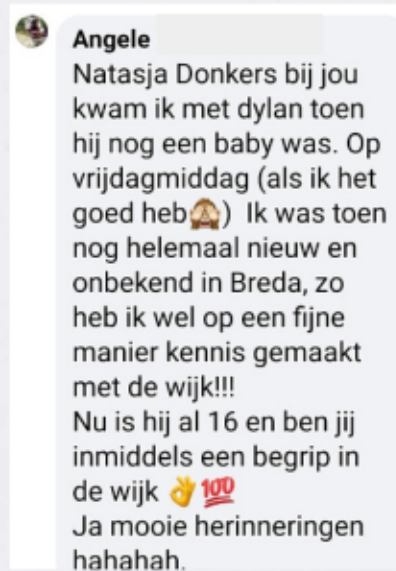 Angele
Natasja Donkers bij jou
kwam ik met dylan toen
hij nog een baby was. Op
vrijdagmiddag (als ik het
goed heb🙈) Ik was toen
nog helemaal nieuw en
onbekend in Breda, zo
heb ik wel op een fijne
manier kennis gemaakt
met de wijk!!!
Nu is hij al 16 en ben jij
inmiddels een begrip in
de wijk 👌💯
Ja mooie herinneringen
hahahah.